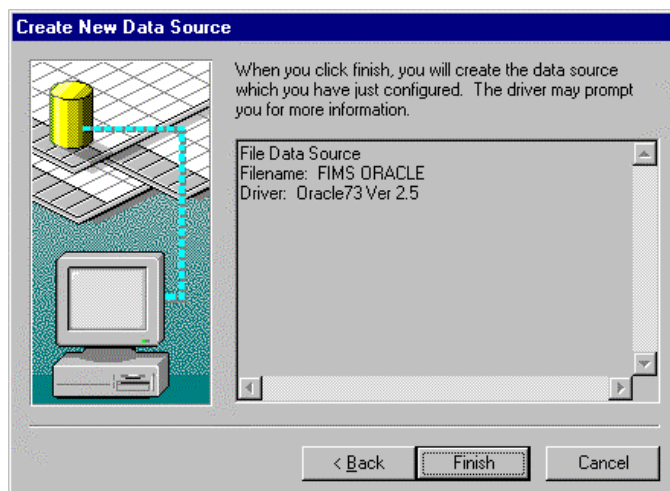 Create New Data Source
When you click finish, you will create the data source
which you have just configured. The driver may prompt
you for more information.
File Data Source
Filename: FIMS ORACLE
Driver: Oracle73 Ver 2.5
< Back
Finish
Cancel